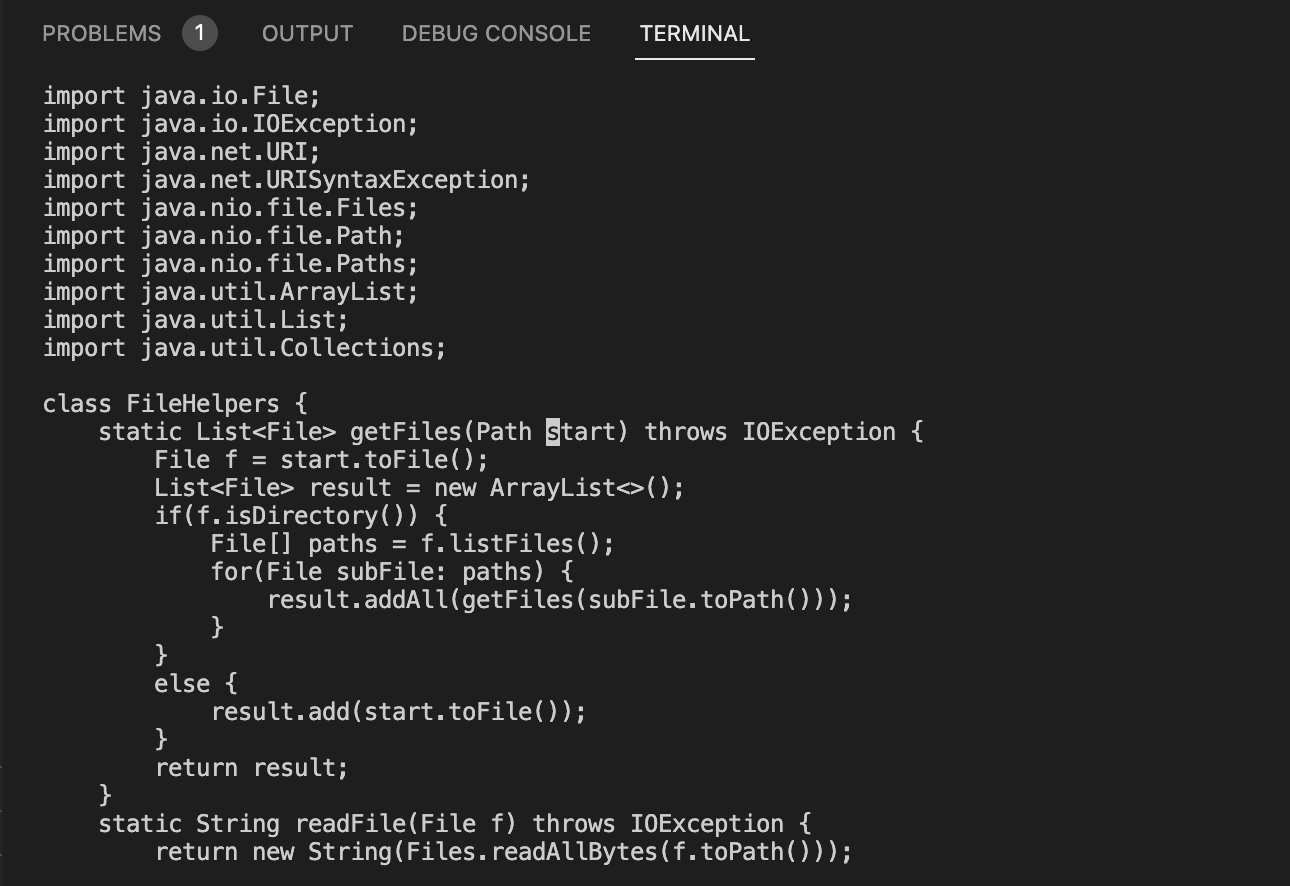 PROBLEMS 1 OUTPUT DEBUG CONSOLE TERMINAL
import java.io.File;
import java.io.IOException;
import java.net.URI;
import java.net.URISyntaxException;
import java.nio.file.Files;
import java.nio.file.Path;
import java.nio.file.Paths;
import java.util.ArrayList;
import java.util.List;
import java.util.Collections;

class FileHelpers {
    static List<File> getFiles(Path start) throws IOException {
        File f = start.toFile();
        List<File> result = new ArrayList<>();
        if(f.isDirectory()) {
            File[] paths = f.listFiles();
            for(File subFile: paths) {
                result.addAll(getFiles(subFile.toPath()));
            }
        }
        else {
            result.add(start.toFile());
        }
        return result;
    }
    static String readFile(File f) throws IOException {
        return new String(Files.readAllBytes(f.toPath()));